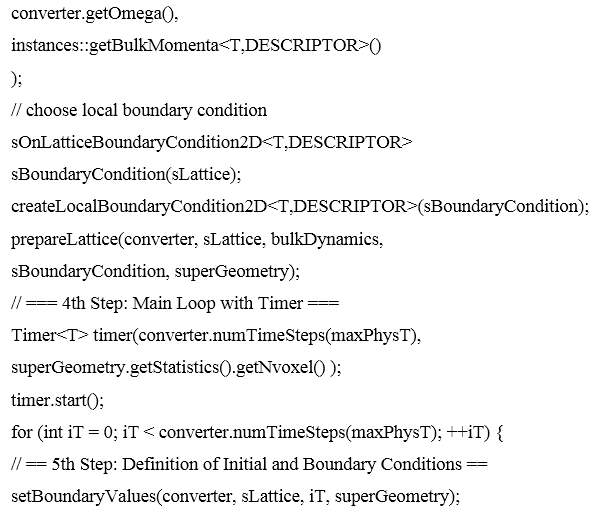 converter.getOmega(),
instances::getBulkMomenta<T,DESCRIPTOR>()
);
// choose local boundary condition
sOnLatticeBoundaryCondition2D<T,DESCRIPTOR>
sBoundaryCondition(sLattice);
createLocalBoundaryCondition2D<T,DESCRIPTOR>(sBoundaryCondition);
prepareLattice(converter, sLattice, bulkDynamics,
sBoundaryCondition, superGeometry);
// === 4th Step: Main Loop with Timer ===
Timer<T> timer(converter.numTimeSteps(maxPhysT),
superGeometry.getStatistics().getNvoxel() );
timer.start();
for (int iT = 0; iT < converter.numTimeSteps(maxPhysT); ++iT) {
// == 5th Step: Definition of Initial and Boundary Conditions ==
setBoundaryValues(converter, sLattice, iT, superGeometry);